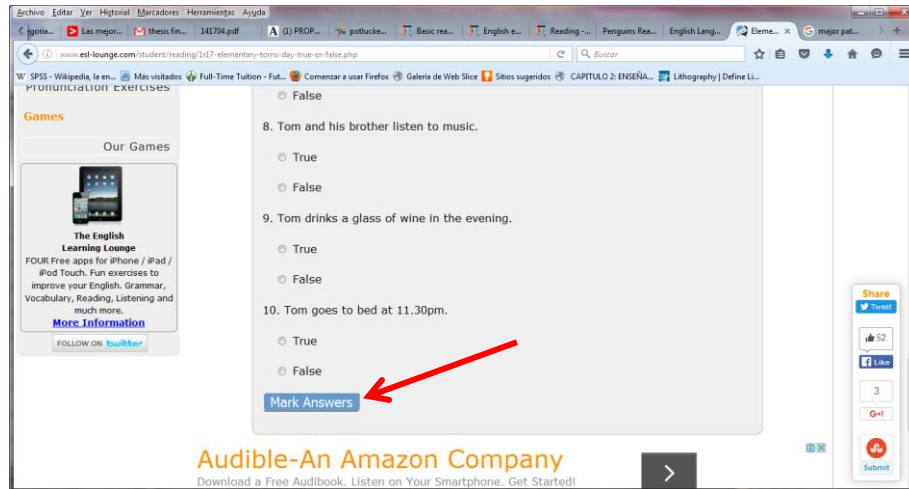 Archivo Editar Ver Historial Marcadores Herramientas Ayuda
igoria... Las mejor... thesis fin... 141704.pdf (1) PROP... potlucke... Basic rea... English e... Reading -... Penguins Rea... English Lang... Eleme... major pat...
www.esl-lounge.com/student/reading/1r17-elementary-toms-day-true-or-false.php Buscar
SPSS - Wikipedia, la en... Más visitados Full-Time Tuition - Fut... Comenzar a usar Firefox Galería de Web Slice Sitios sugeridos CAPITULO 2: ENSEÑA... Lithography | Define Li...
Pronunciation Exercises
Games
Our Games
The English
Learning Lounge
FOUR Free apps for iPhone / iPad /
iPod Touch. Fun exercises to
improve your English. Grammar,
Vocabulary, Reading, Listening and
much more.
More Information
FOLLOW ON twitter
False
8. Tom and his brother listen to music.
True
False
9. Tom drinks a glass of wine in the evening.
True
False
10. Tom goes to bed at 11.30pm.
True
False
Mark Answers
Audible-An Amazon Company
Download a Free Audibook. Listen on Your Smartphone. Get Started!
Share
Tweet
52
Like
3
G+1
Submit